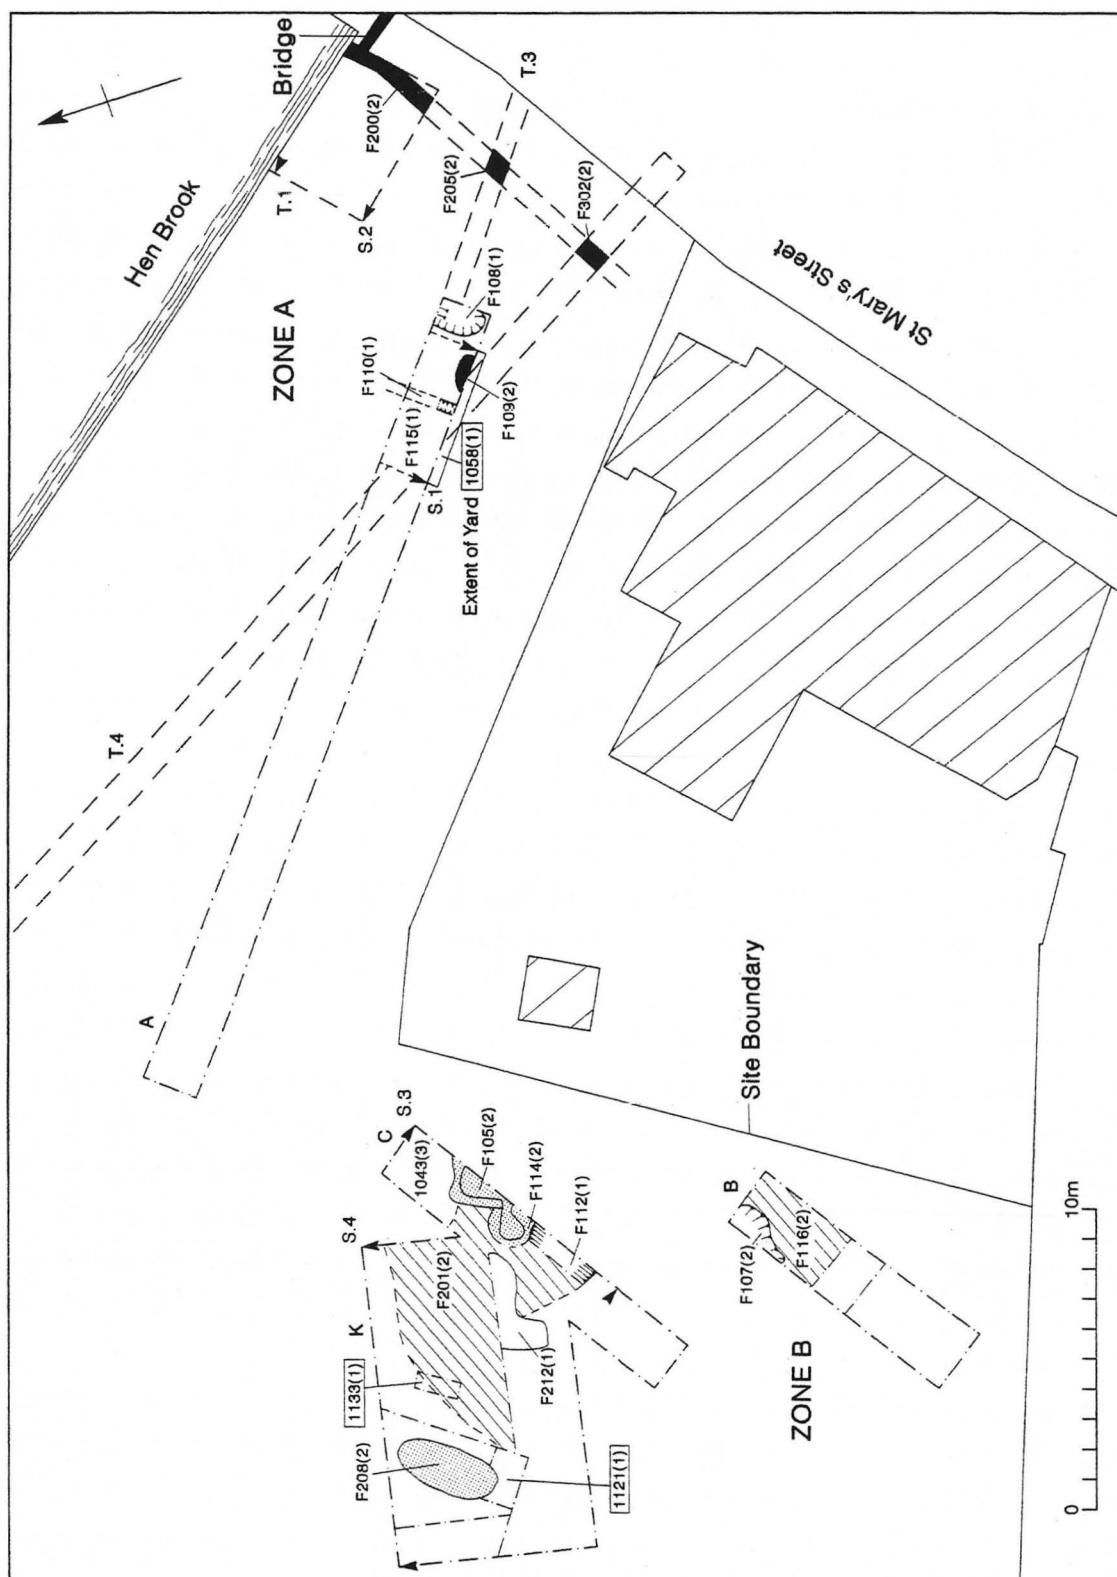 Bridge
Hen Brook
T.1
F200(2)
T.3
S.2
F205(2)
F302(2)
ZONE A
F108(1)
F110(1)
F109(2)
F115(1)
S.1
1058(1)
Extent of Yard
St Mary's Street
T.4
A
Site Boundary
S.3
C
1043(3)
F105(2)
F114(2)
F112(1)
S.4
F201(2)
K
F212(1)
1133(1)
F208(2)
1121(1)
B
F107(2)
F116(2)
ZONE B
0
10m